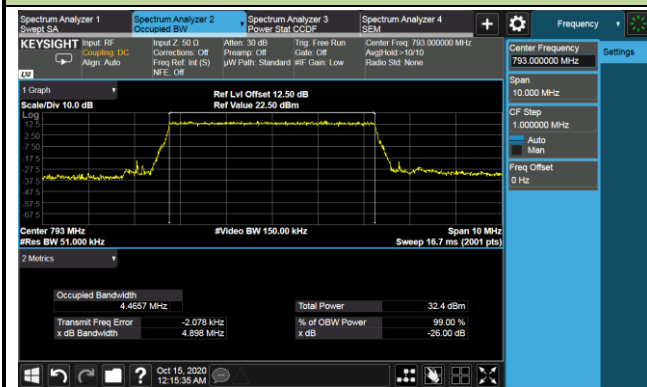 Spectrum Analyzer 1
Swept SA
Spectrum Analyzer 2
Occupied BW
Spectrum Analyzer 3
Power Stat CCDF
Spectrum Analyzer 4
SEM
+
Frequency
KEYSIGHT
Input: RF
Coupling: DC
Align: Auto
Input Z: 50 Ω
Corrections: Off
Freq Ref: Int (S)
NFE: Off
Atten: 30 dB
Preamp: Off
µW Path: Standard
Trig: Free Run
Gate: Off
#IF Gain: Low
Center Freq: 793.000000 MHz
Avg|Hold:>10/10
Radio Std: None
LXI
Center Frequency
793.000000 MHz
Settings
Span
10.000 MHz
CF Step
1.000000 MHz
Auto
Man
Freq Offset
0 Hz
1 Graph
Scale/Div 10.0 dB
Ref Lvl Offset 12.50 dB
Ref Value 22.50 dBm
Log
12.5
2.50
-7.50
-17.5
-27.5
-37.5
-47.5
-57.5
-67.5
Center 793 MHz
#Res BW 51.000 kHz
#Video BW 150.00 kHz
Span 10 MHz
Sweep 16.7 ms (2001 pts)
2 Metrics
Occupied Bandwidth
4.4657 MHz
Total Power 32.4 dBm
Transmit Freq Error -2.078 kHz
% of OBW Power 99.00 %
x dB Bandwidth 4.898 MHz
x dB -26.00 dB
?
Oct 15, 2020
12:15:35 AM